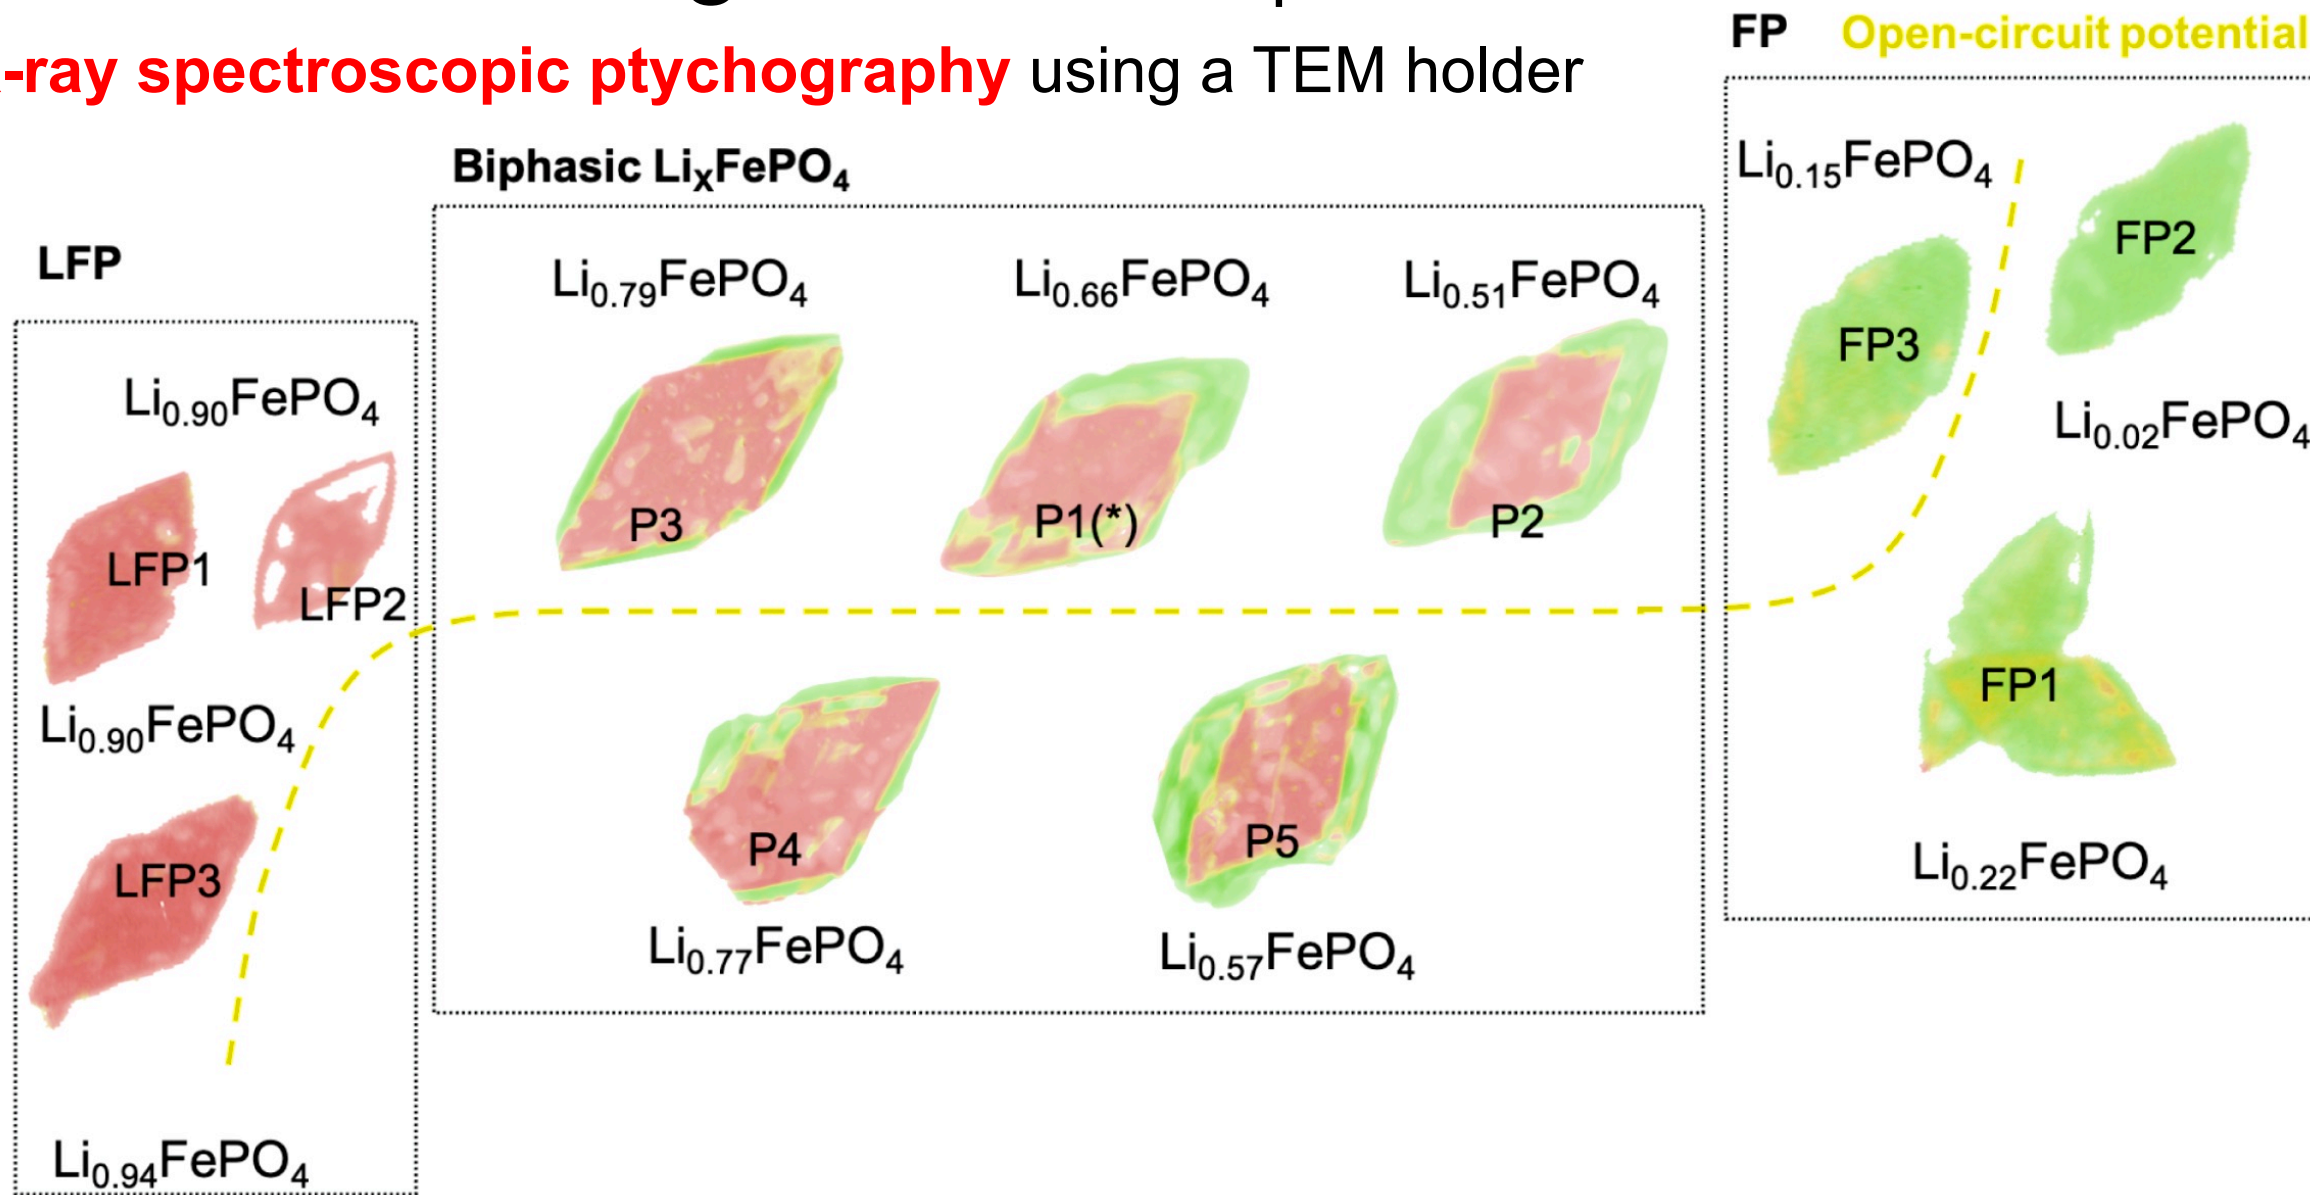 -ray spectroscopic ptychography using a TEM holder
FP Open-circuit potential
Biphasic LiₓFePO₄
LFP
Li₀.₉₀FePO₄
LFP1
LFP2
Li₀.₉₀FePO₄
LFP3
Li₀.₉₄FePO₄
Li₀.₇₉FePO₄
Li₀.₆₆FePO₄
Li₀.₅₁FePO₄
P3
P1(*)
P2
P4
P5
Li₀.₇₇FePO₄
Li₀.₅₇FePO₄
Li₀.₁₅FePO₄
FP2
FP3
Li₀.₀₂FePO₄
FP1
Li₀.₂₂FePO₄